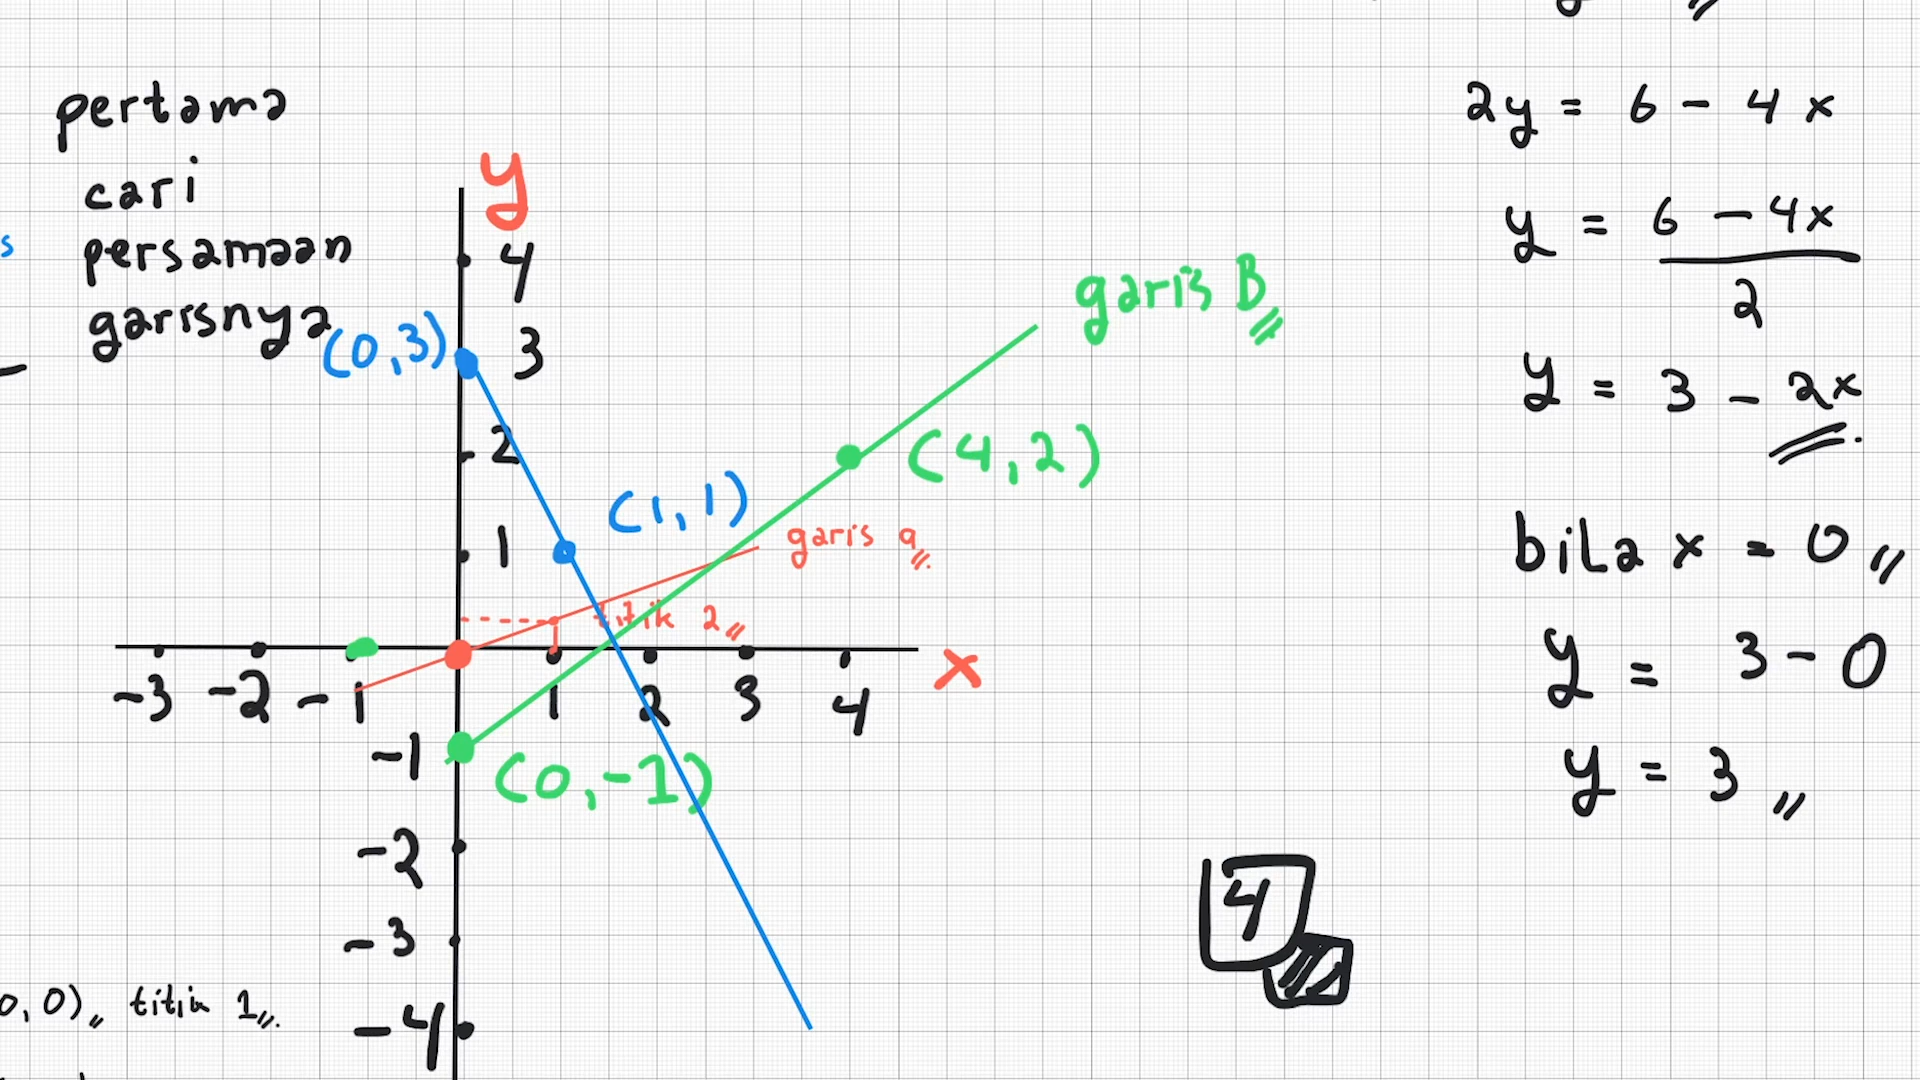 pertama
cari
s
persamaan
garisnya
y
4
3
2
1
(0,3)
(1,1)
garis B
(4,2)
garis a
titik 2
-3 -2 -1 1 2 3 4
x
-1
(0,-1)
-2
-3
-4
0,0) titik 1
4
2y = 6 - 4x
y = 6 - 4x
2
y = 3 - 2x
bila x = 0
y = 3 - 0
y = 3